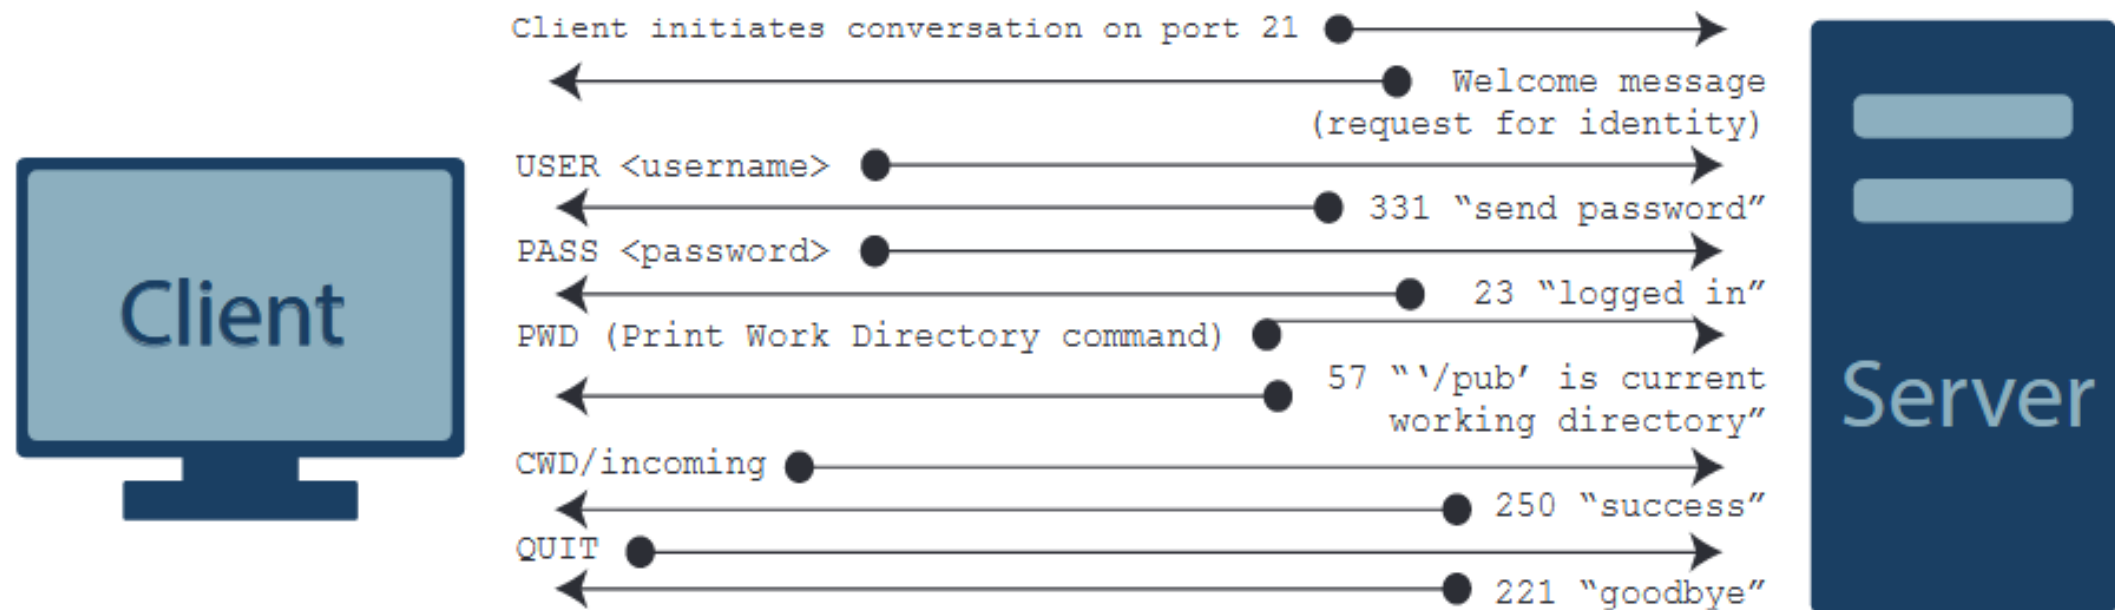 Client initiates conversation on port 21
Welcome message
(request for identity)
USER <username>
331 “send password”
PASS <password>
23 “logged in”
PWD (Print Work Directory command)
57 “‘/pub’ is current
working directory”
CWD/incoming
250 “success”
QUIT
221 “goodbye”
Client
Server